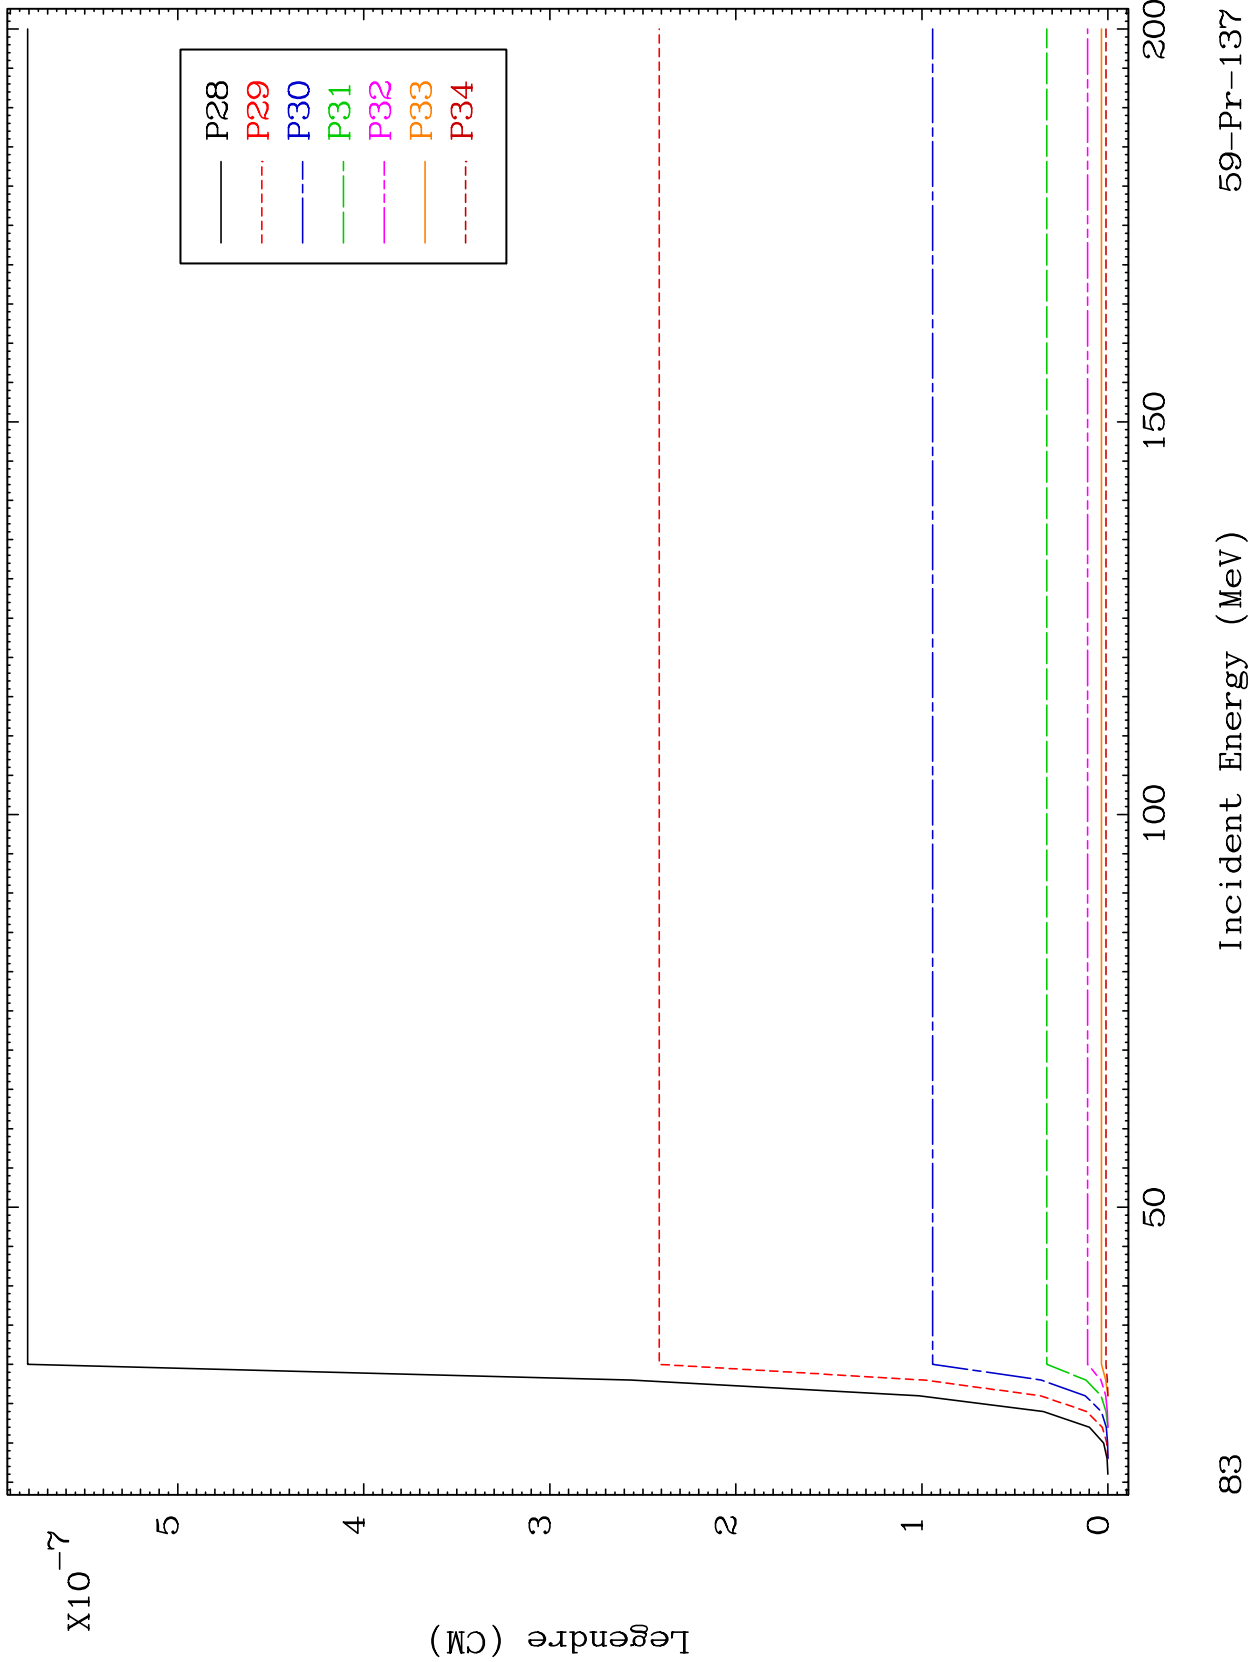 X10-7
Legendre (CM)
5
4
3
2
1
0
50
100
150
200
P28
P29
P30
P31
P32
P33
P34
Incident Energy (MeV)
83
59-Pr-137